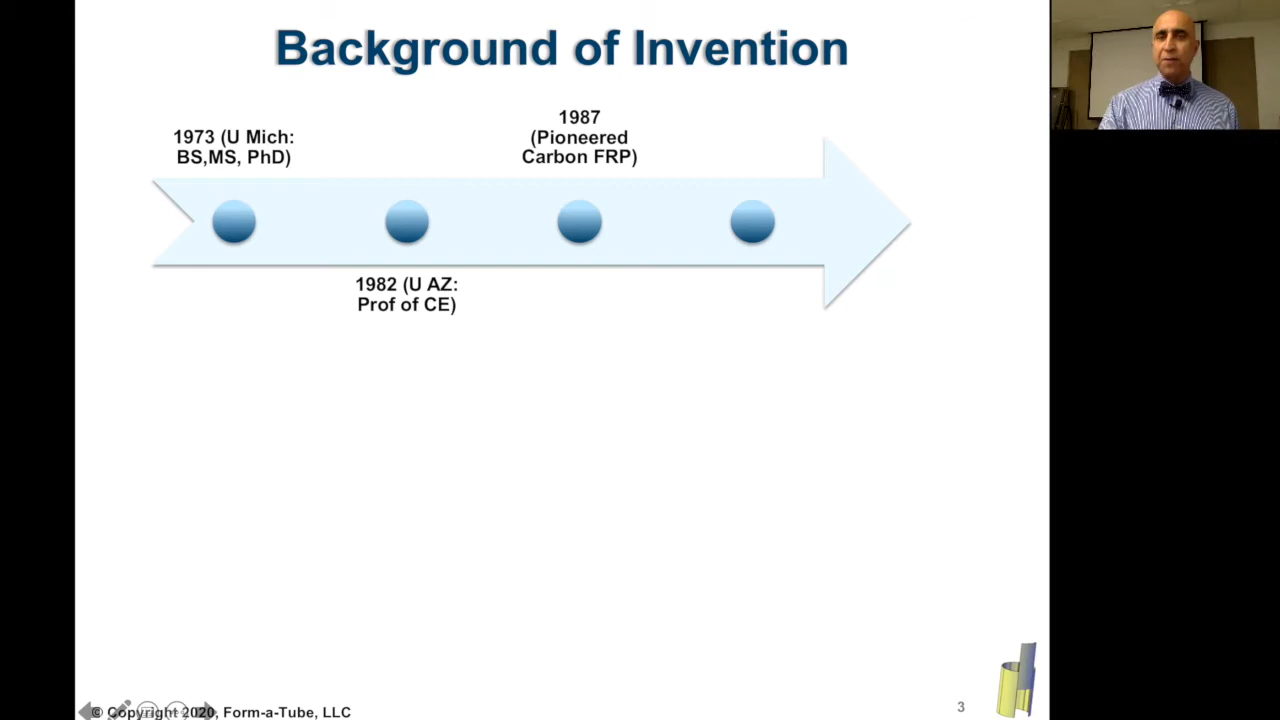 Background of Invention
1973 (U Mich:
BS,MS, PhD)
1987
(Pioneered
Carbon FRP)
1982 (U AZ:
Prof of CE)
© Copyright 2020, Form-a-Tube, LLC
3